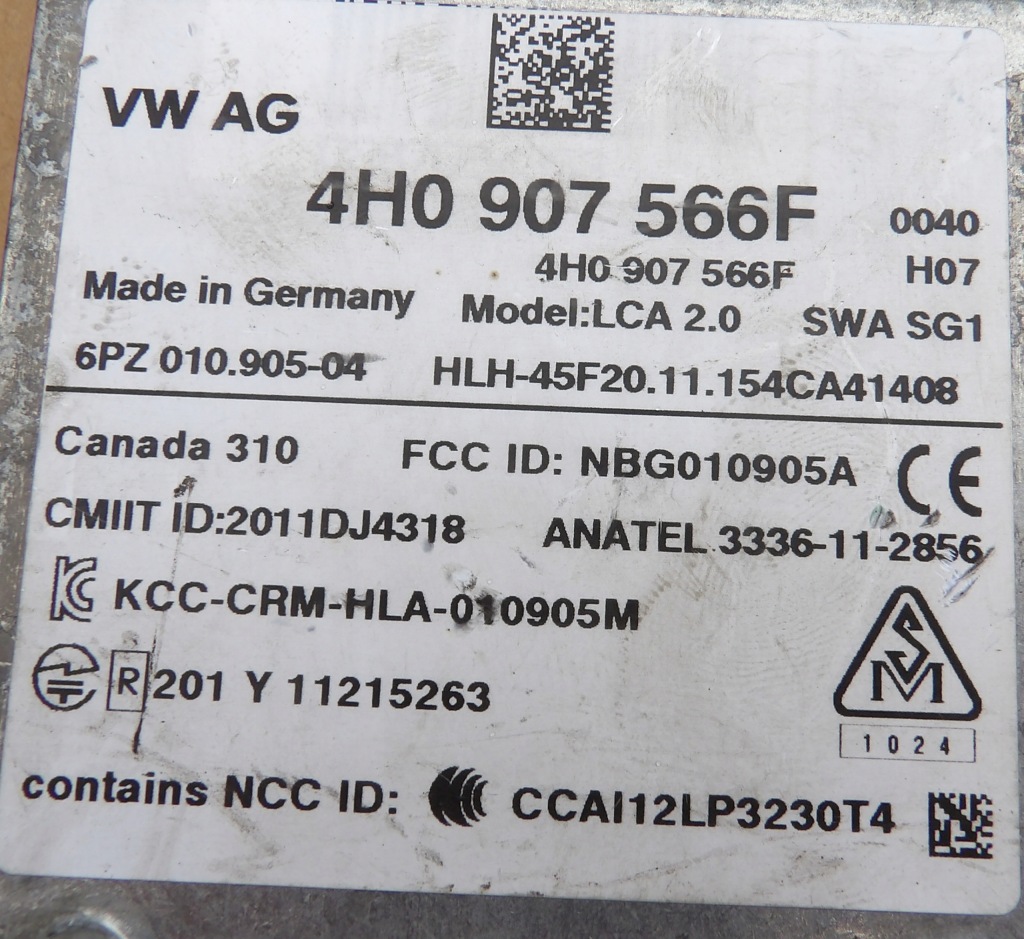 VW AG
4H0 907 566F 0040
4H0 907 566F H07
Made in Germany Model:LCA 2.0 SWA SG1
6PZ 010.905-04 HLH-45F20.11.154CA41408
Canada 310 FCC ID: NBG010905A CE
CMIIT ID:2011DJ4318 ANATEL 3336-11-2856
KC KCC-CRM-HLA-010905M
R 201 Y 11215263
SM
1024
contains NCC ID: CCAI12LP3230T4